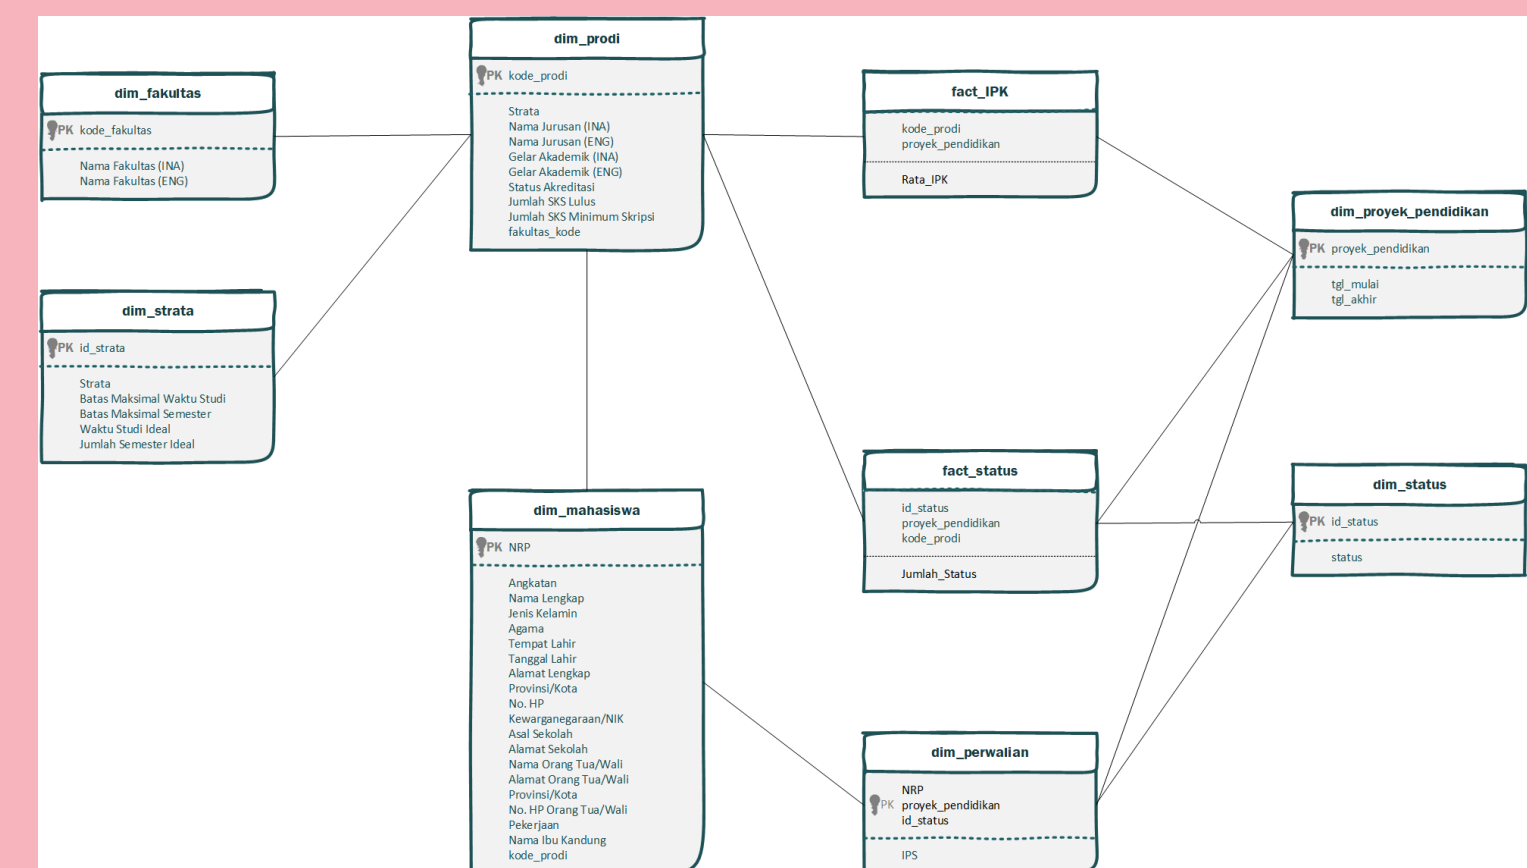 dim_prodi
PK kode_prodi
Strata
Nama Jurusan (INA)
Nama Jurusan (ENG)
Gelar Akademik (INA)
Gelar Akademik (ENG)
Status Akreditasi
Jumlah SKS Lulus
Jumlah SKS Minimum Skripsi
fakultas_kode
dim_fakultas
PK kode_fakultas
Nama Fakultas (INA)
Nama Fakultas (ENG)
fact_IPK
kode_prodi
proyek_pendidikan
Rata_IPK
dim_proyek_pendidikan
PK proyek_pendidikan
tgl_mulai
tgl_akhir
dim_strata
PK id_strata
Strata
Batas Maksimal Waktu Studi
Batas Maksimal Semester
Waktu Studi Ideal
Jumlah Semester Ideal
fact_status
id_status
proyek_pendidikan
kode_prodi
Jumlah_Status
dim_status
PK id_status
status
dim_mahasiswa
PK NRP
Angkatan
Nama Lengkap
Jenis Kelamin
Agama
Tempat Lahir
Tanggal Lahir
Alamat Lengkap
Provinsi/Kota
No. HP
Kewarganegaraan/NIK
Asal Sekolah
Alamat Sekolah
Nama Orang Tua/Wali
Alamat Orang Tua/Wali
Provinsi/Kota
No. HP Orang Tua/Wali
Pekerjaan
Nama Ibu Kandung
kode_prodi
dim_perwalian
NRP
PK proyek_pendidikan
id_status
IPS